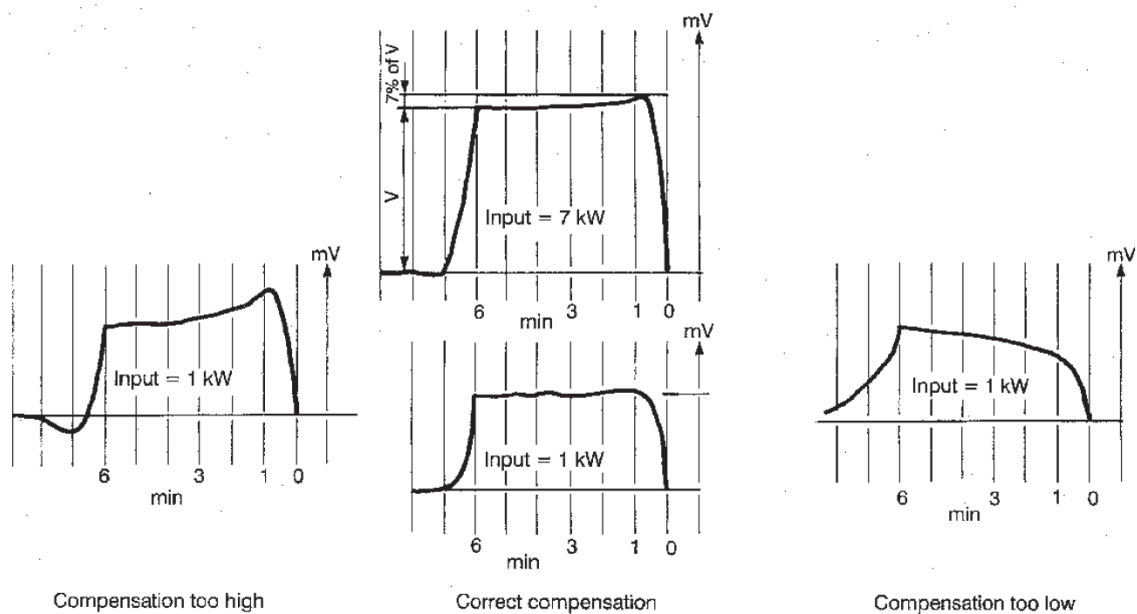 mV
7% of V
V
Input = 7 kW
6 3 1 0
min
mV
Input = 1 kW
6 3 1 0
min
mV
Input = 1 kW
6 3 1 0
min
mV
Input = 1 kW
6 3 1 0
min
Compensation too high
Correct compensation
Compensation too low